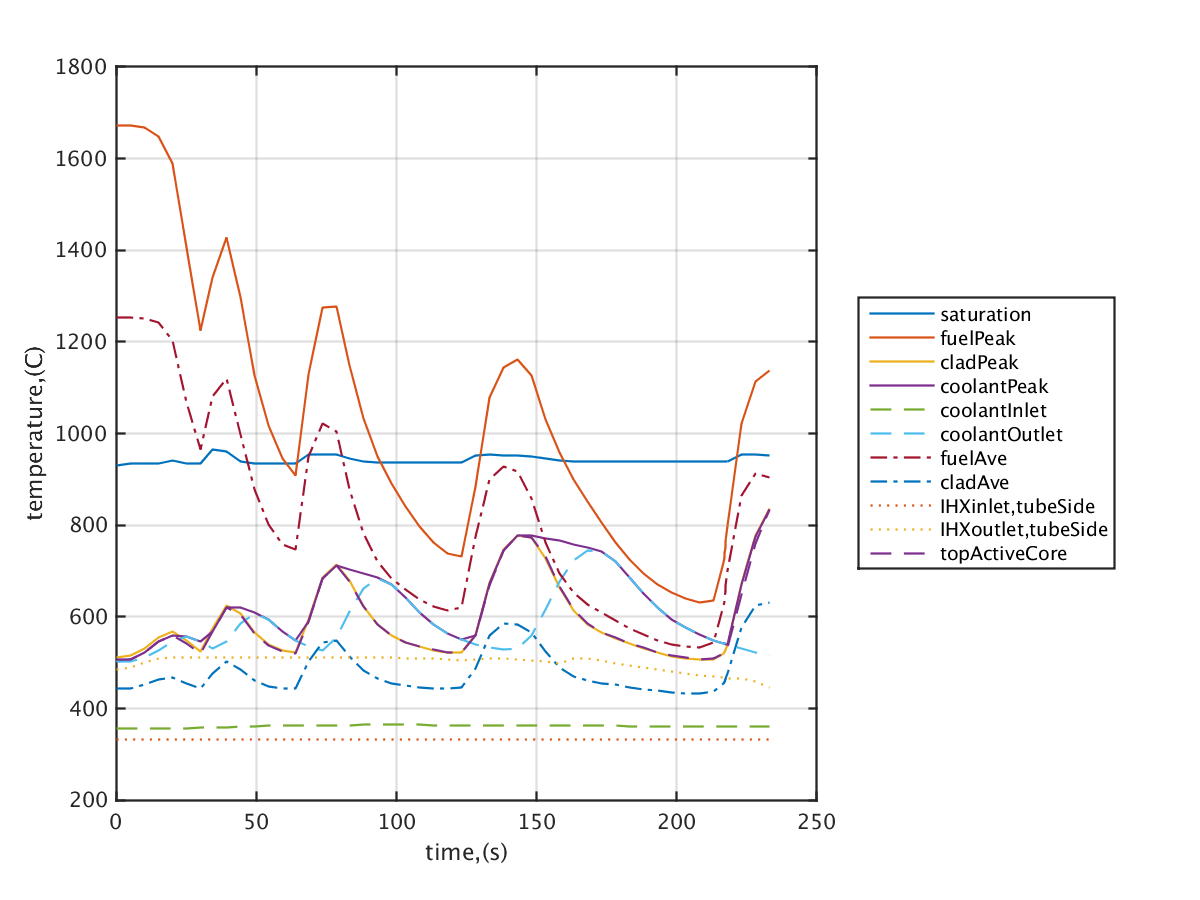 1800
1600
1400
1200
1000
800
600
400
200
temperature,(C)
0
50
100
150
200
250
time,(s)
saturation
fuelPeak
cladPeak
coolantPeak
coolantInlet
coolantOutlet
fuelAve
cladAve
IHXinlet,tubeSide
IHXoutlet,tubeSide
topActiveCore